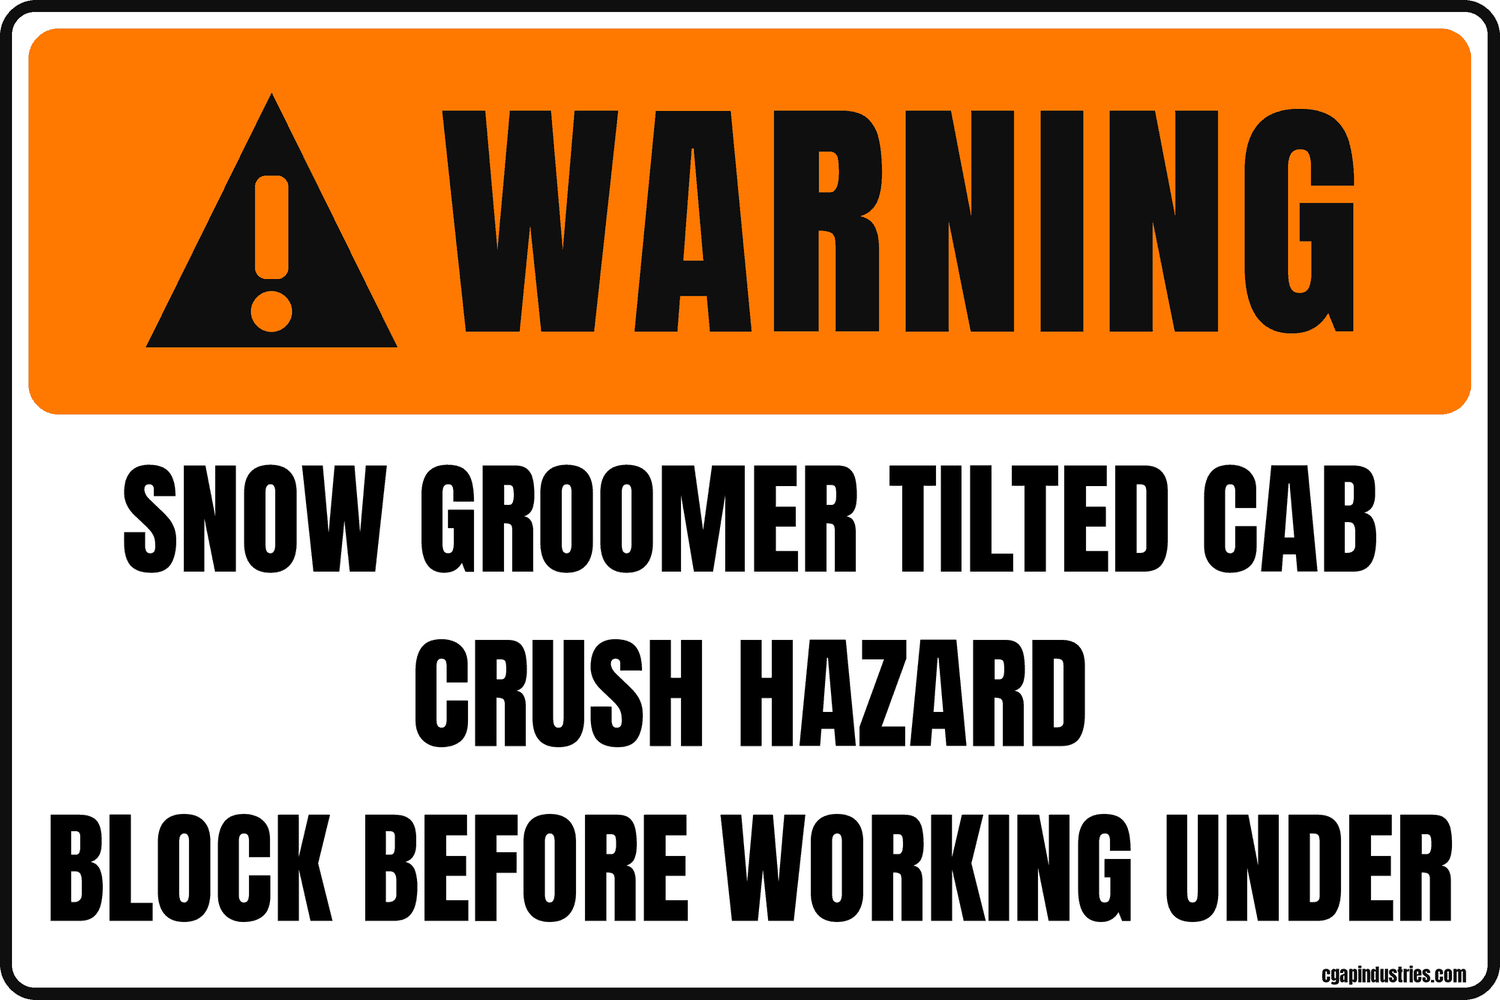 WARNING
SNOW GROOMER TILTED CAB
CRUSH HAZARD
BLOCK BEFORE WORKING UNDER
cgapindustries.com